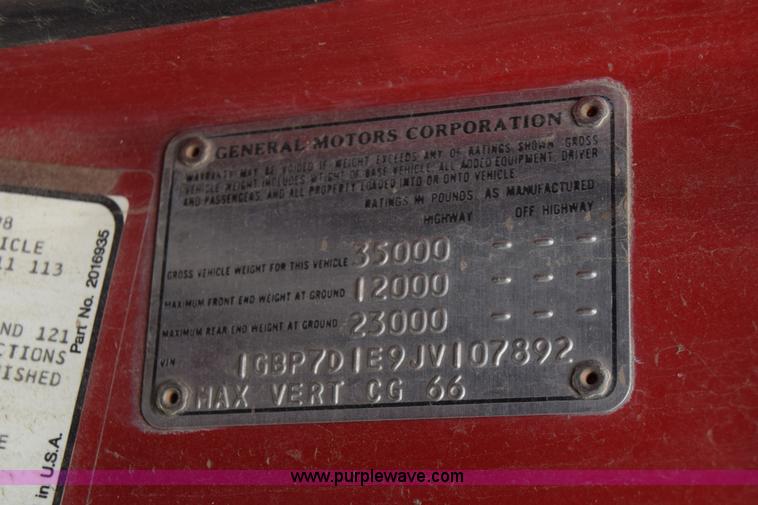 GENERAL MOTORS CORPORATION
WARRANTY MAY BE VOIDED IF WEIGHT EXCEEDS ANY OF RATINGS SHOWN. GROSS
VEHICLE WEIGHT INCLUDES WEIGHT OF BASE VEHICLE, ALL ADDED EQUIPMENT, DRIVER
AND PASSENGERS, AND ALL PROPERTY LOADED INTO OR ONTO VEHICLE.
RATINGS IN POUNDS AS MANUFACTURED
HIGHWAY OFF HIGHWAY
GROSS VEHICLE WEIGHT FOR THIS VEHICLE 35000 - - -
MAXIMUM FRONT END WEIGHT AT GROUND 12000 - - -
MAXIMUM REAR END WEIGHT AT GROUND 23000 - - -
VIN 1GBP7D1E9JV107892
MAX VERT CG 66
11 113
ND 121
CTIONS
Part No. 2016935
in U.S.A.
www.purplewave.com